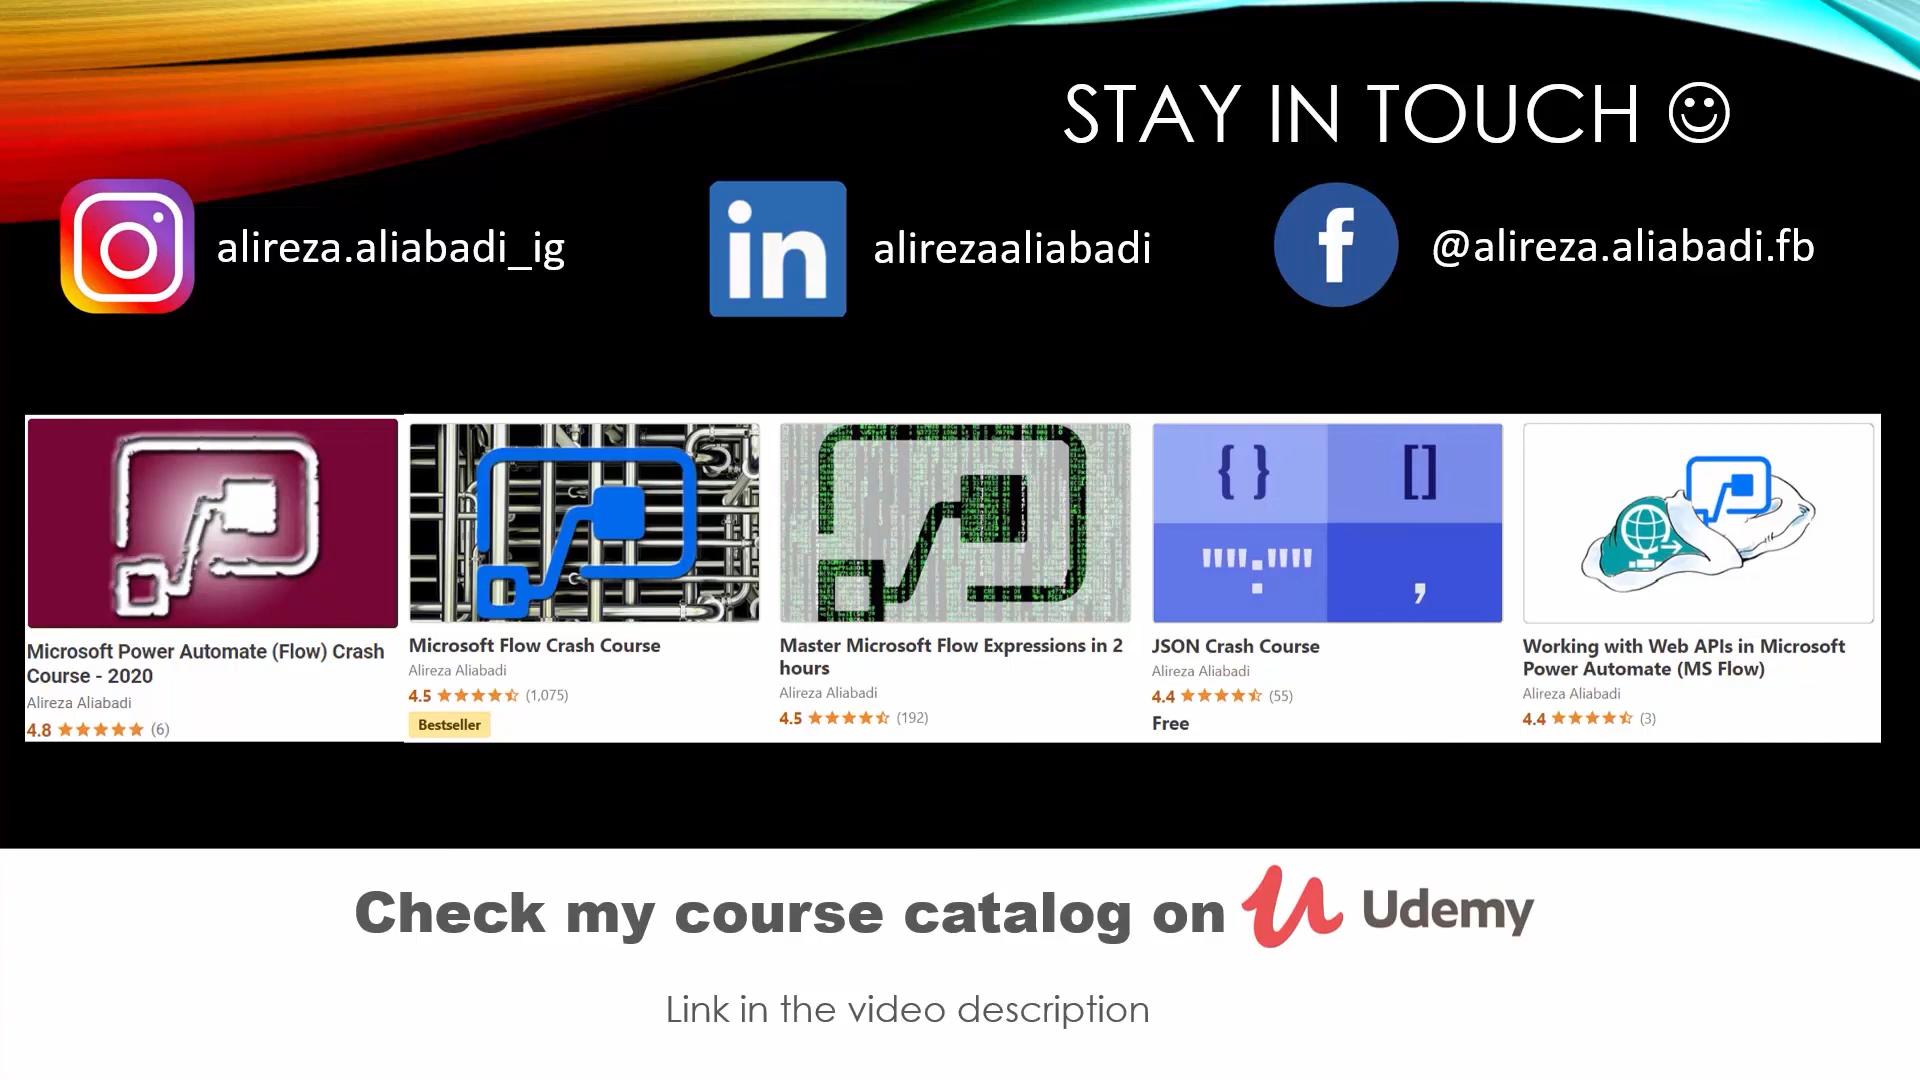 STAY IN TOUCH ☺
alireza.aliabadi_ig
alirezaaliabadi
@alireza.aliabadi.fb
Microsoft Power Automate (Flow) Crash
Course - 2020
Alireza Aliabadi
4.8 (6)
Microsoft Flow Crash Course
Alireza Aliabadi
4.5 (1,075)
Bestseller
Master Microsoft Flow Expressions in 2
hours
Alireza Aliabadi
4.5 (192)
{ } []
"":"" ,
JSON Crash Course
Alireza Aliabadi
4.4 (55)
Free
Working with Web APIs in Microsoft
Power Automate (MS Flow)
Alireza Aliabadi
4.4 (3)
Check my course catalog on Udemy
Link in the video description